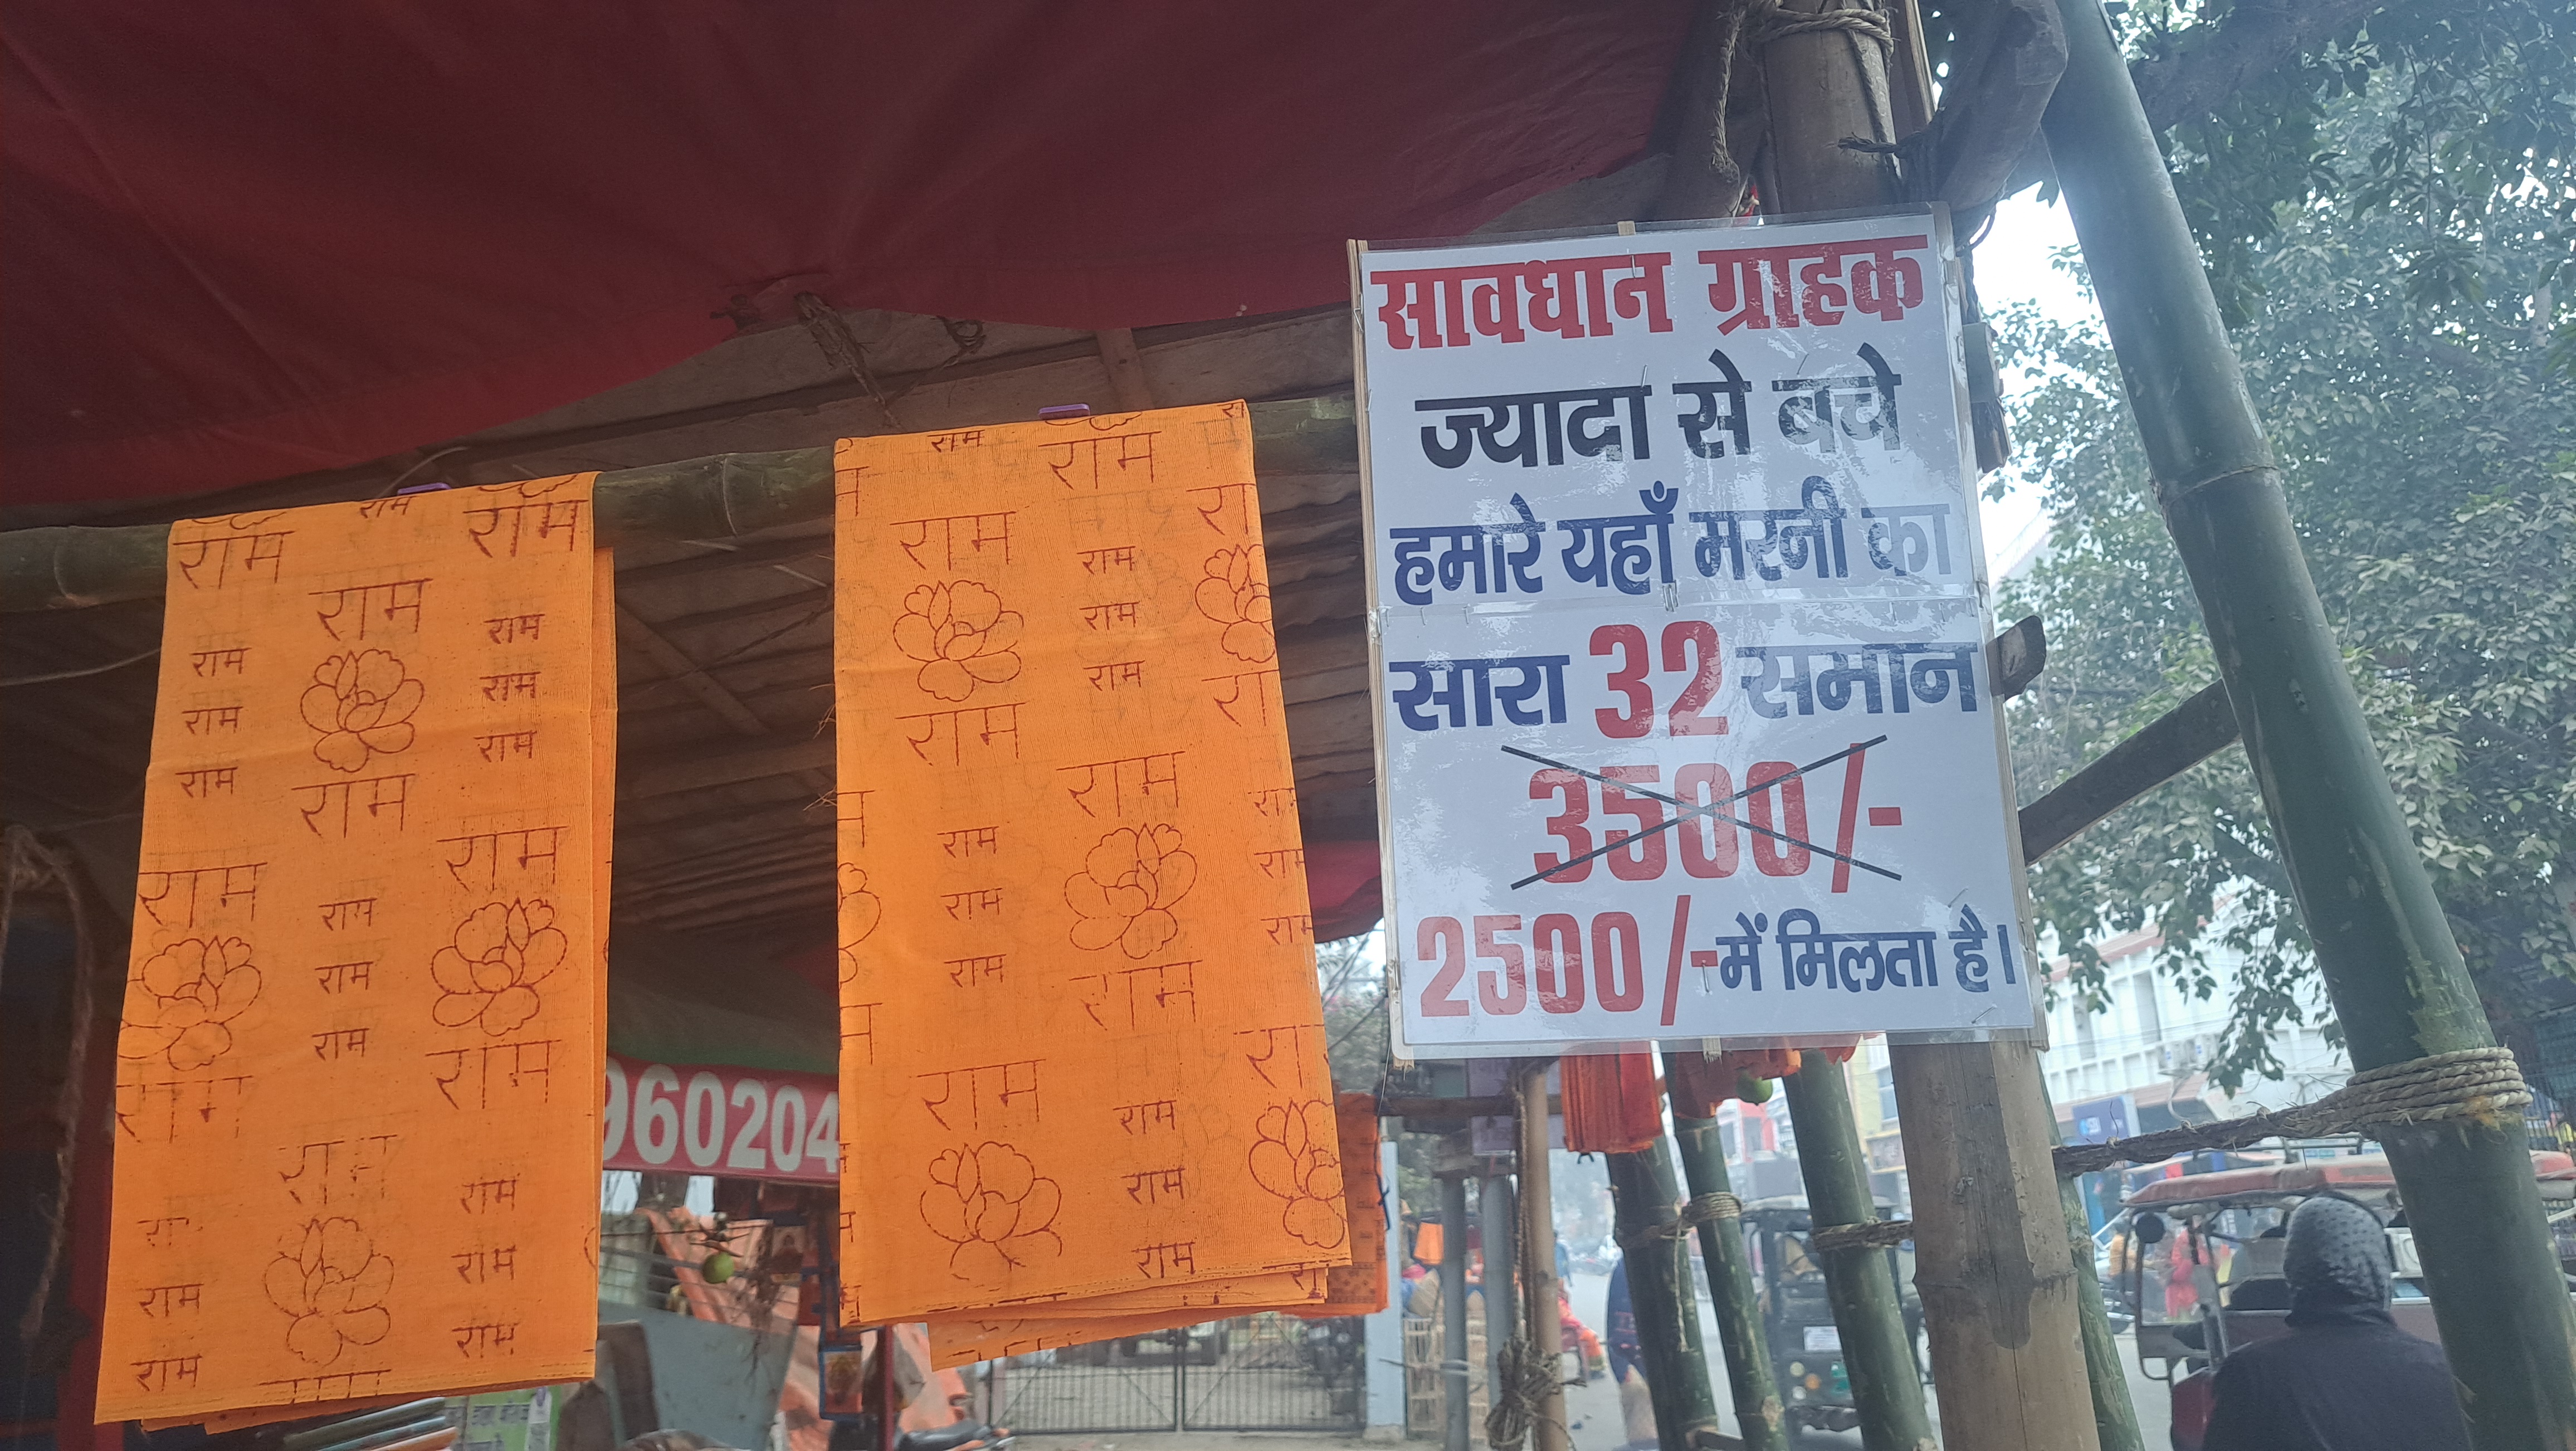 सावधान ग्राहक
ज्यादा से बचे
हमारे यहाँ मरनी का
सारा 32 समान
3500/-
2500/- में मिलता है।
राम राम राम
राम राम
राम राम
राम राम
राम
राम राम
राम
राम
राम राम
राम राम
राम
राम
राम
राम राम
राम
राम राम
राम
राम
राम राम
राम
राम
राम
राम
राम
राम
राम
राम
960204